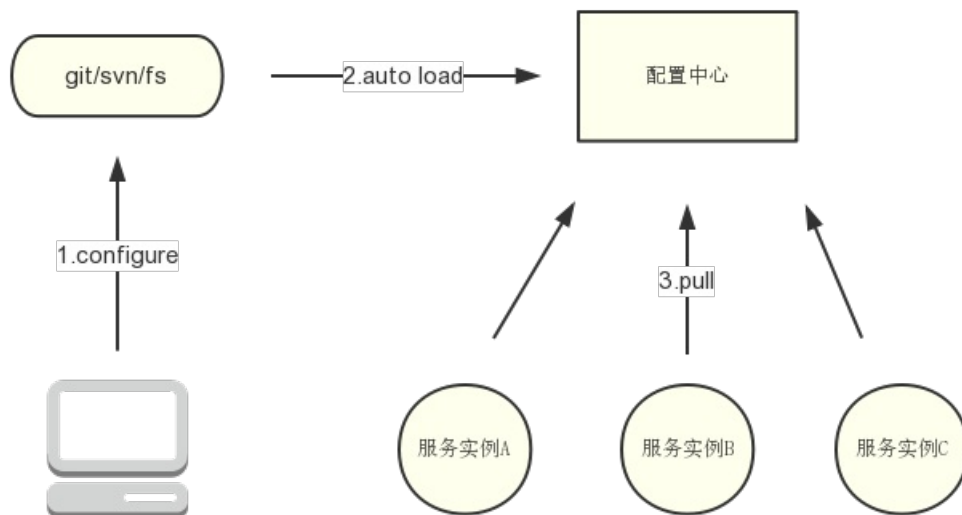 git/svn/fs
2.auto load
配置中心
1.configure
3.pull
服务实例A
服务实例B
服务实例C